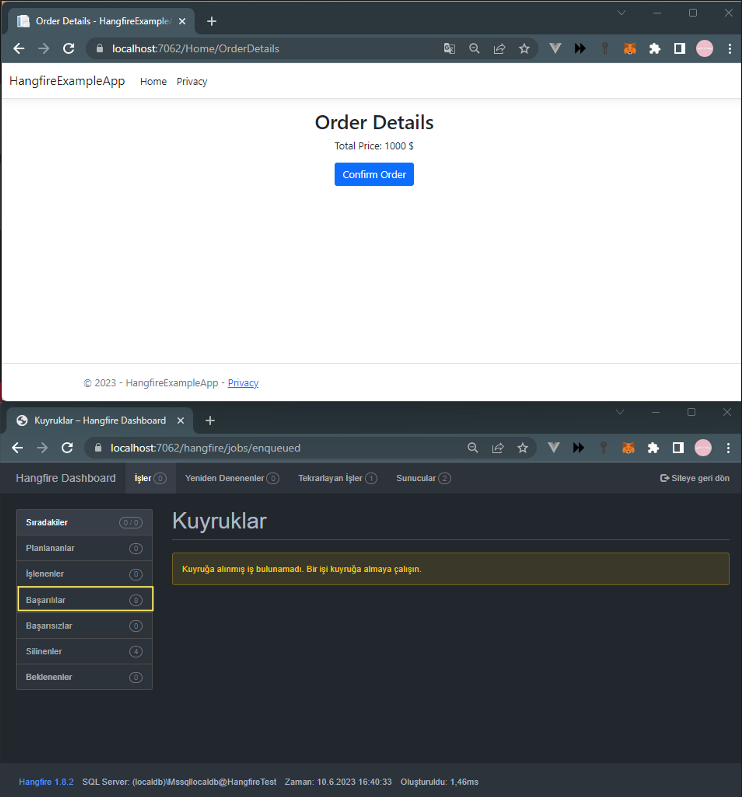 Order Details - HangfireExample
localhost:7062/Home/OrderDetails
HangfireExampleApp Home Privacy
Order Details
Total Price: 1000 $
Confirm Order
© 2023 - HangfireExampleApp - Privacy
Kuyruklar – Hangfire Dashboard
localhost:7062/hangfire/jobs/enqueued
Hangfire Dashboard İşler 0 Yeniden Denenenler 0 Tekrarlayan İşler 1 Sunucular 2 Siteye geri dön
Sıradakiler 0 / 0
Planlananlar 0
İşlenenler 0
Başarılılar 8
Başarısızlar 0
Silinenler 4
Beklenenler 0
Kuyruklar
Kuyruğa alınmış iş bulunamadı. Bir işi kuyruğa almaya çalışın.
Hangfire 1.8.2 SQL Server: (localdb)\Mssqllocaldb@HangfireTest Zaman: 10.6.2023 16:40:33 Oluşturuldu: 1,46ms